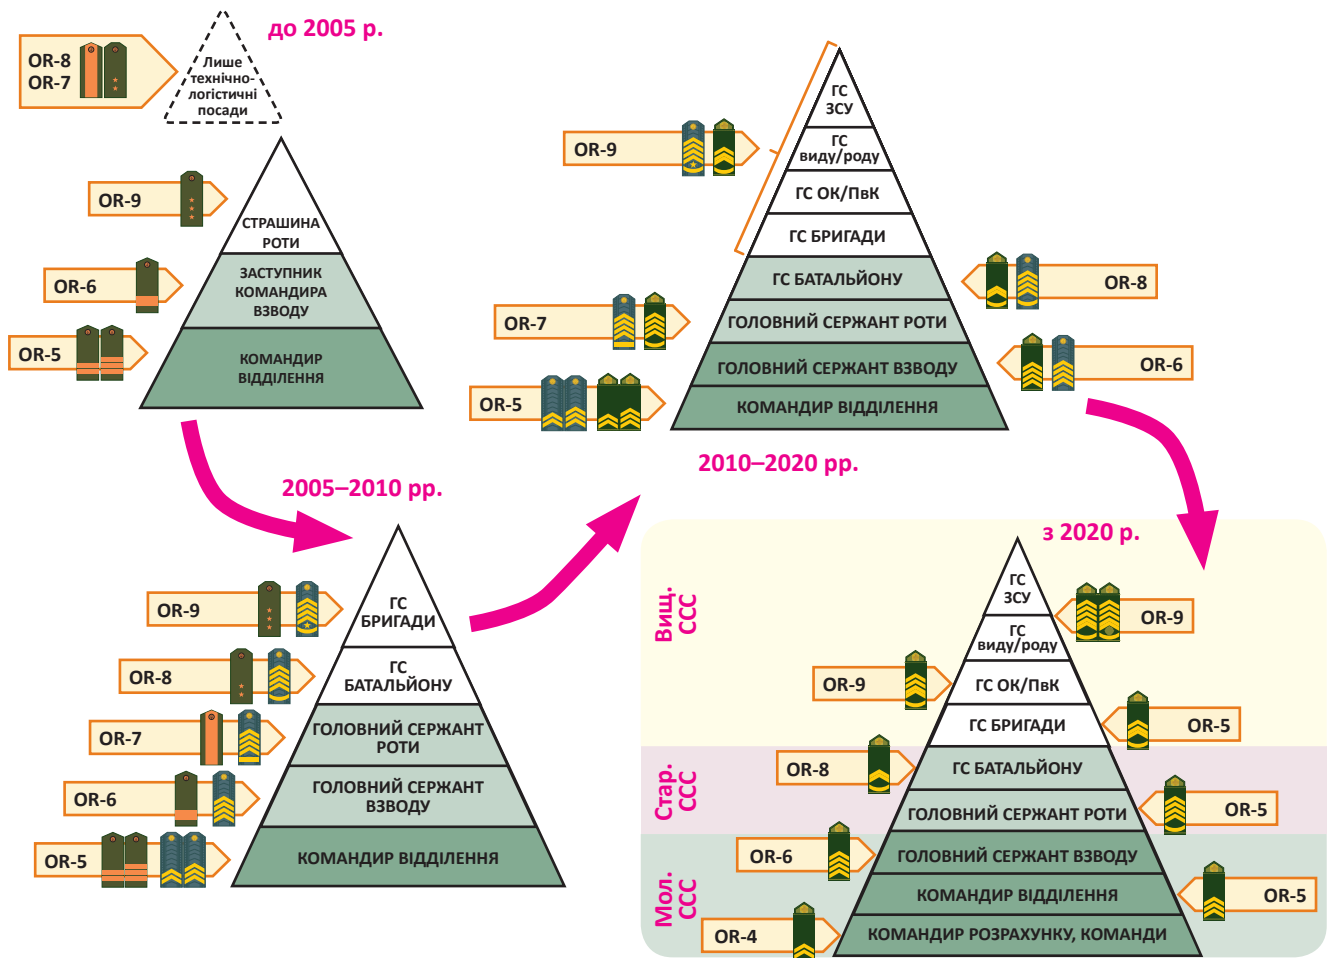 до 2005 р.
OR-8
OR-7
Лише
технічно-
логістичні
посади
OR-9
СТРАШИНА
РОТИ
OR-6
ЗАСТУПНИК
КОМАНДИРА
ВЗВОДУ
OR-5
КОМАНДИР
ВІДДІЛЕННЯ
2005–2010 рр.
OR-9
ГС
БРИГАДИ
OR-8
ГС
БАТАЛЬЙОНУ
OR-7
ГОЛОВНИЙ СЕРЖАНТ
РОТИ
OR-6
ГОЛОВНИЙ СЕРЖАНТ
ВЗВОДУ
OR-5
КОМАНДИР ВІДДІЛЕННЯ
ГС
ЗСУ
OR-9
ГС
виду/роду
ГС ОК/ПвК
ГС БРИГАДИ
ГС БАТАЛЬЙОНУ
OR-8
OR-7
ГОЛОВНИЙ СЕРЖАНТ РОТИ
ГОЛОВНИЙ СЕРЖАНТ ВЗВОДУ
OR-6
OR-5
КОМАНДИР ВІДДІЛЕННЯ
2010–2020 рр.
з 2020 р.
Вищ.
ССС
ГС
ЗСУ
OR-9
ГС
виду/роду
OR-9
ГС ОК/ПвК
ГС БРИГАДИ
OR-5
Стар.
ССС
OR-8
ГС БАТАЛЬЙОНУ
ГОЛОВНИЙ СЕРЖАНТ РОТИ
OR-5
Мол.
ССС
OR-6
ГОЛОВНИЙ СЕРЖАНТ ВЗВОДУ
КОМАНДИР ВІДДІЛЕННЯ
OR-5
OR-4
КОМАНДИР РОЗРАХУНКУ, КОМАНДИ